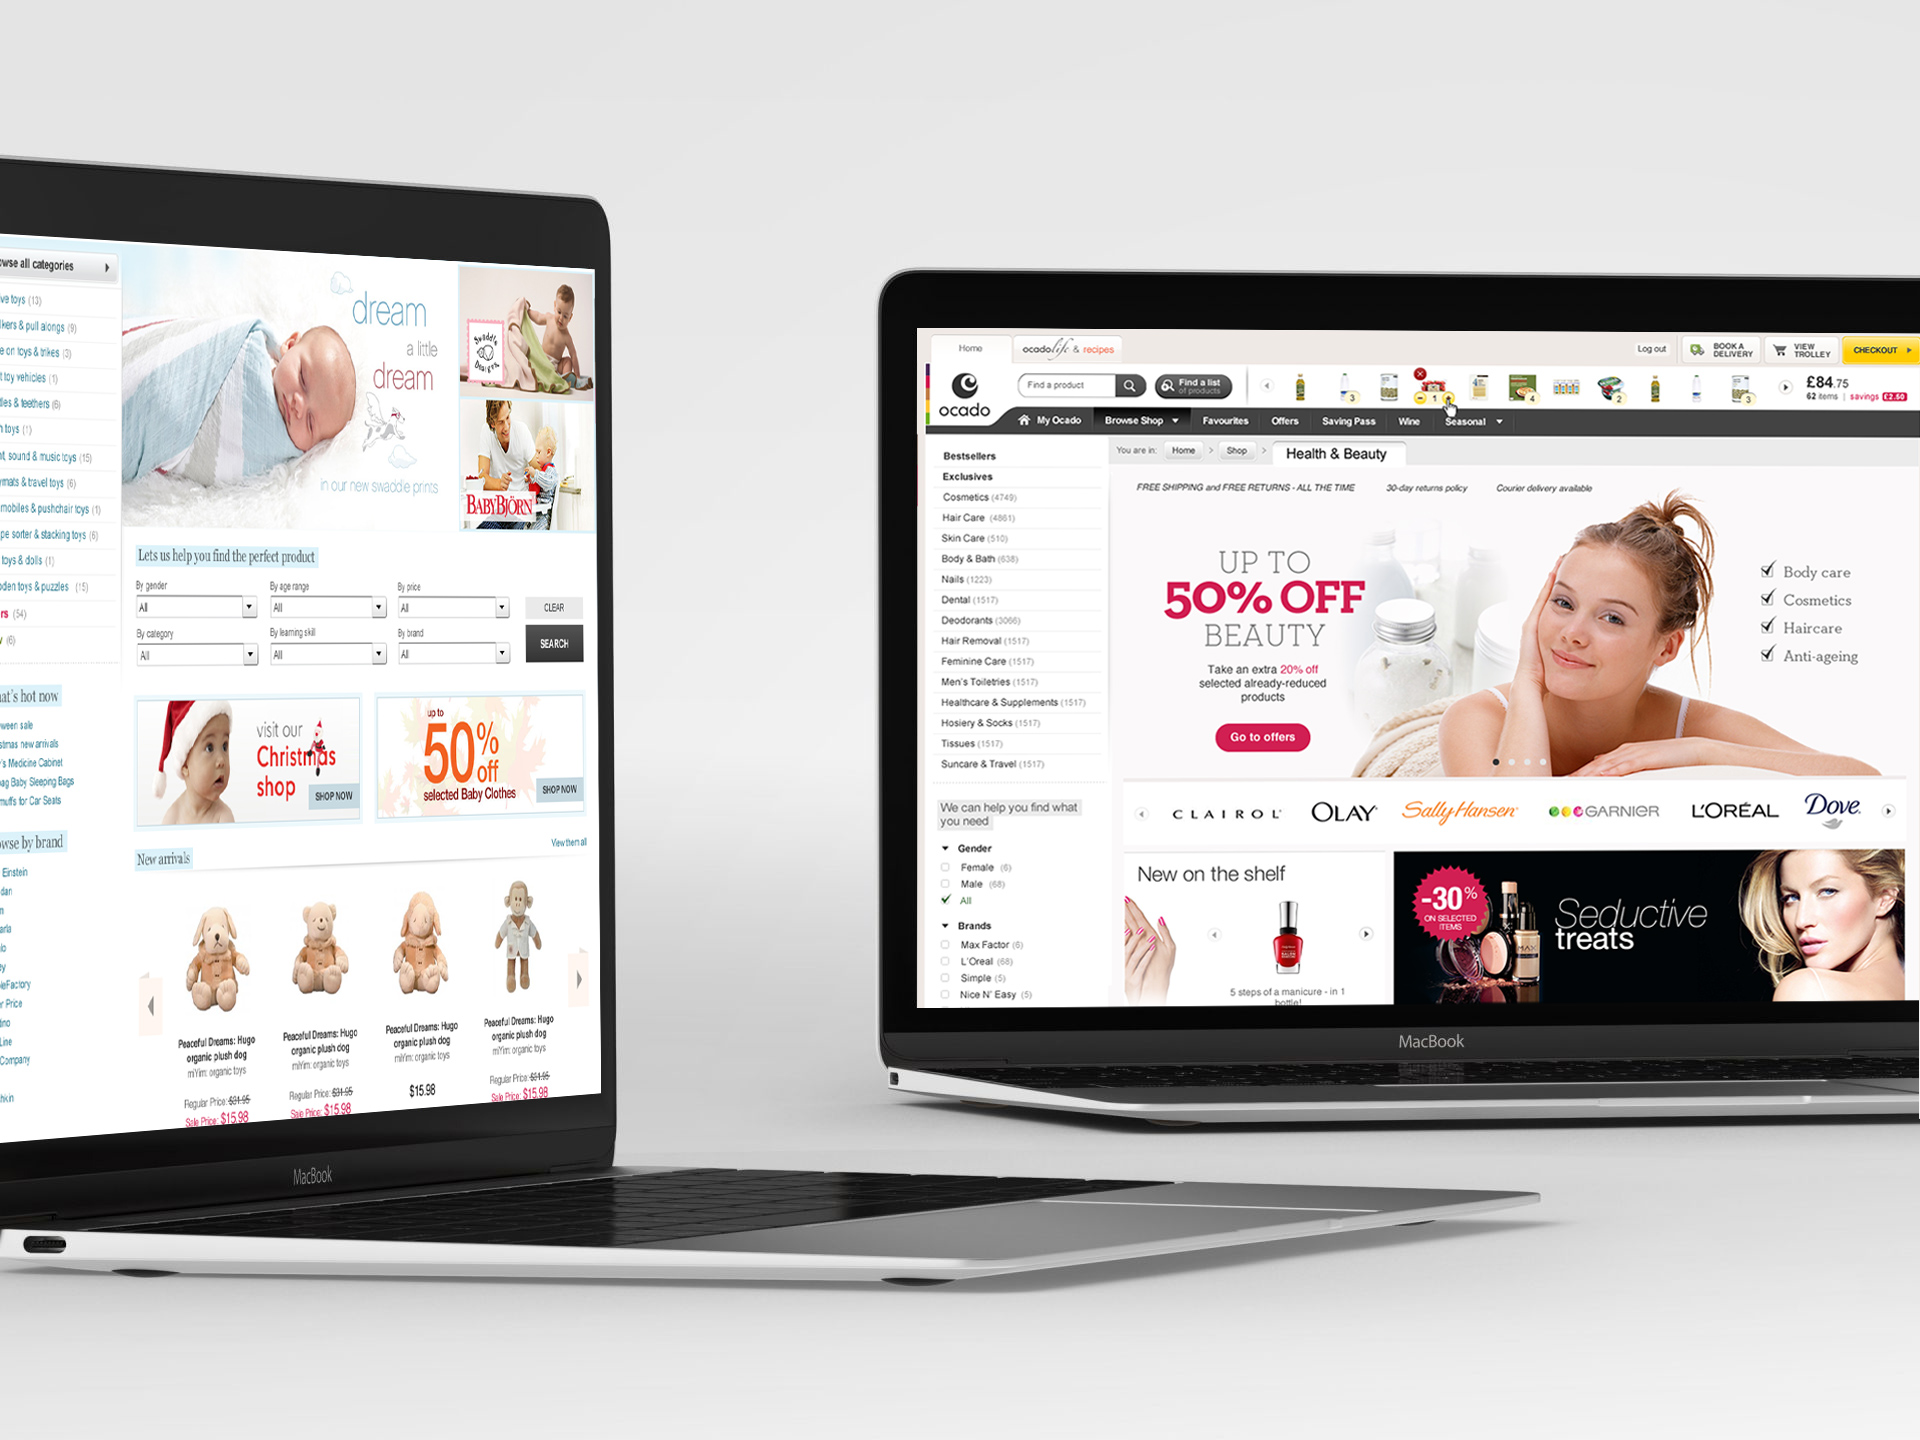 owse all categories
ve toys (13)
lkers & pull alongs (9)
e on toys & trikes (3)
t toy vehicles (1)
les & teethers (6)
h toys (1)
nt, sound & music toys (15)
ymats & travel toys (6)
mobiles & pushchair toys (1)
pe sorter & stacking toys (6)
toys & dolls (1)
oden toys & puzzles (15)
rs (54)
(6)
at's hot now
ween sale
stmas new arrivals
's Medicine Cabinet
bag Baby Sleeping Bags
muffs for Car Seats
wse by brand
Einstein
dan
arla
leFactory
r Price
tino
Line
Company
hkin
dream
a little
dream
in our new swaddle prints
Swaddle
Designs
BABYBJÖRN
Lets us help you find the perfect product
By gender
By age range
By price
All
All
All
CLEAR
By category
By learning skill
By brand
All
All
All
SEARCH
visit our
Christmas
shop
SHOP NOW
up to
50%
off
selected Baby Clothes
SHOP NOW
New arrivals
View them all
Peaceful Dreams: Hugo
organic plush dog
miYim: organic toys
Regular Price: $31.95
Sale Price: $15.98
Peaceful Dreams: Hugo
organic plush dog
miYim: organic toys
Regular Price: $31.95
Sale Price: $15.98
Peaceful Dreams: Hugo
organic plush dog
miYim: organic toys
$15.98
Peaceful Dreams: Hugo
organic plush dog
miYim: organic toys
Regular Price: $31.95
Sale Price: $15.98
MacBook
Home
ocadolife & recipes
Log out
BOOK A
DELIVERY
VIEW
TROLLEY
CHECKOUT
ocado
Find a product
Find a list
of products
3
1
4
2
3
£84.75
62 items | savings £2.50
My Ocado
Browse Shop
Favourites
Offers
Saving Pass
Wine
Seasonal
Bestsellers
Exclusives
Cosmetics (4749)
Hair Care (4861)
Skin Care (510)
Body & Bath (638)
Nails (1223)
Dental (1517)
Deodorants (3066)
Hair Removal (1517)
Feminine Care (1517)
Men's Toiletries (1517)
Healthcare & Supplements (1517)
Hosiery & Socks (1517)
Tissues (1517)
Suncare & Travel (1517)
We can help you find what
you need
Gender
Female (6)
Male (68)
All
Brands
Max Factor (6)
L'Oreal (68)
Simple (5)
Nice N' Easy (5)
You are in:
Home
Shop
Health & Beauty
FREE SHIPPING and FREE RETURNS - ALL THE TIME
30-day returns policy
Courier delivery available
UP TO
50% OFF
BEAUTY
Take an extra 20% off
selected already-reduced
products
Go to offers
Body care
Cosmetics
Haircare
Anti-ageing
CLAIROL
OLAY
Sally Hansen
GARNIER
L'ORÉAL
Dove
New on the shelf
5 steps of a manicure - in 1
bottle!
-30%
ON SELECTED
ITEMS
MAX
Seductive
treats
MacBook